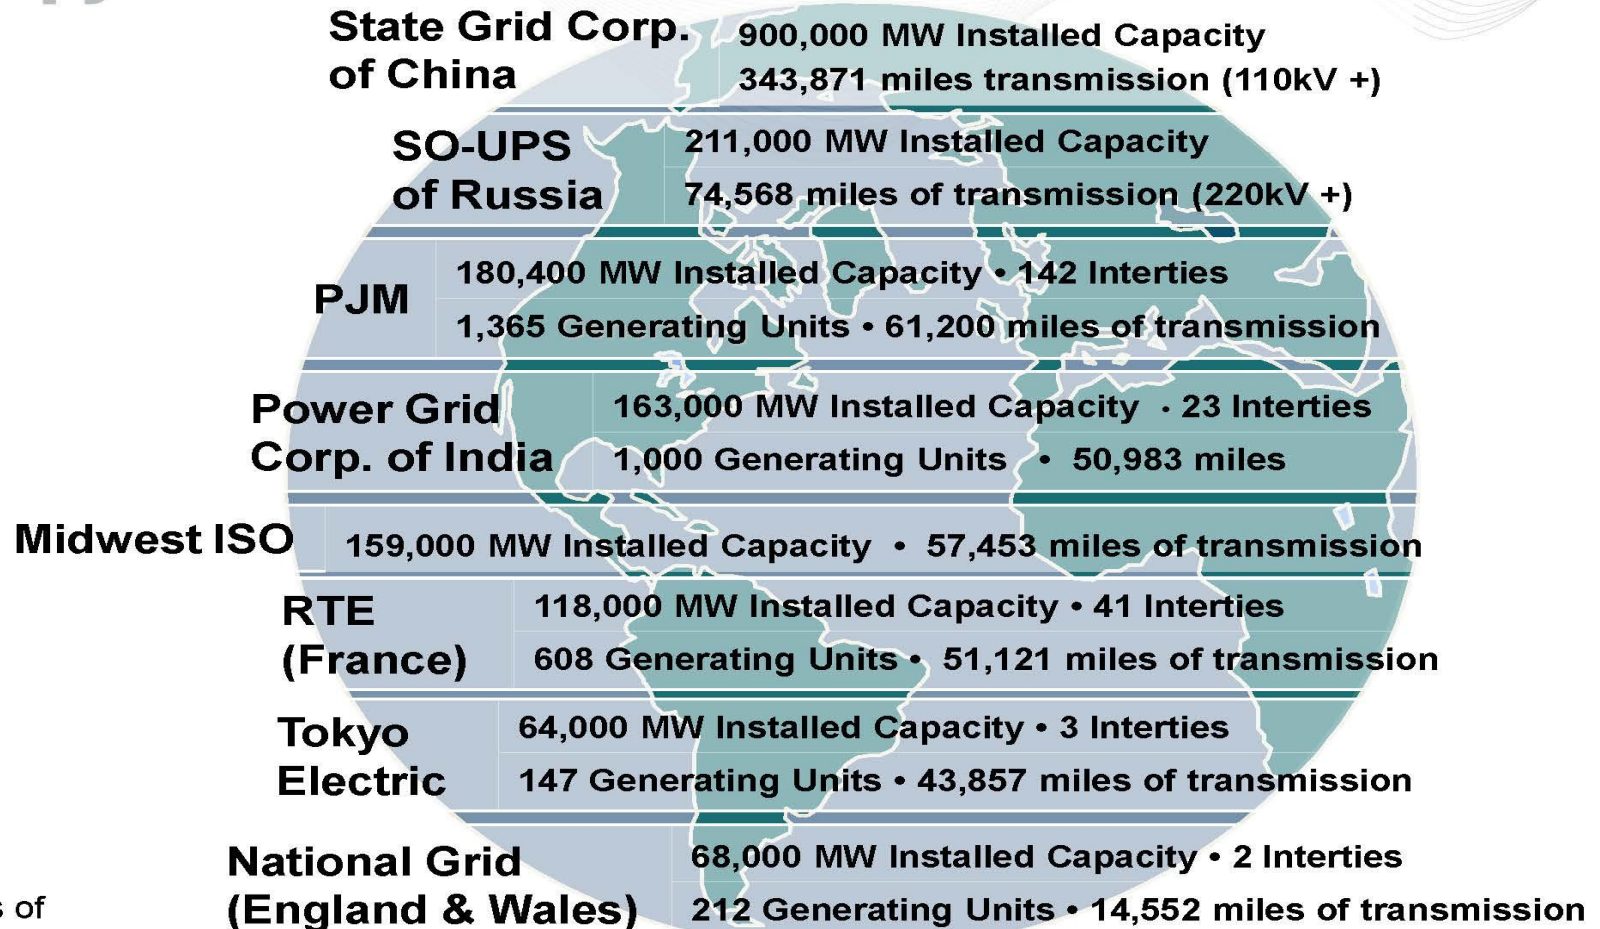 State Grid Corp.
of China
900,000 MW Installed Capacity
343,871 miles transmission (110kV +)
SO-UPS
of Russia
211,000 MW Installed Capacity
74,568 miles of transmission (220kV +)
PJM
180,400 MW Installed Capacity • 142 Interties
1,365 Generating Units • 61,200 miles of transmission
Power Grid
Corp. of India
163,000 MW Installed Capacity • 23 Interties
1,000 Generating Units • 50,983 miles
Midwest ISO
159,000 MW Installed Capacity • 57,453 miles of transmission
RTE
(France)
118,000 MW Installed Capacity • 41 Interties
608 Generating Units • 51,121 miles of transmission
Tokyo
Electric
64,000 MW Installed Capacity • 3 Interties
147 Generating Units • 43,857 miles of transmission
National Grid
(England & Wales)
68,000 MW Installed Capacity • 2 Interties
212 Generating Units • 14,552 miles of transmission
of